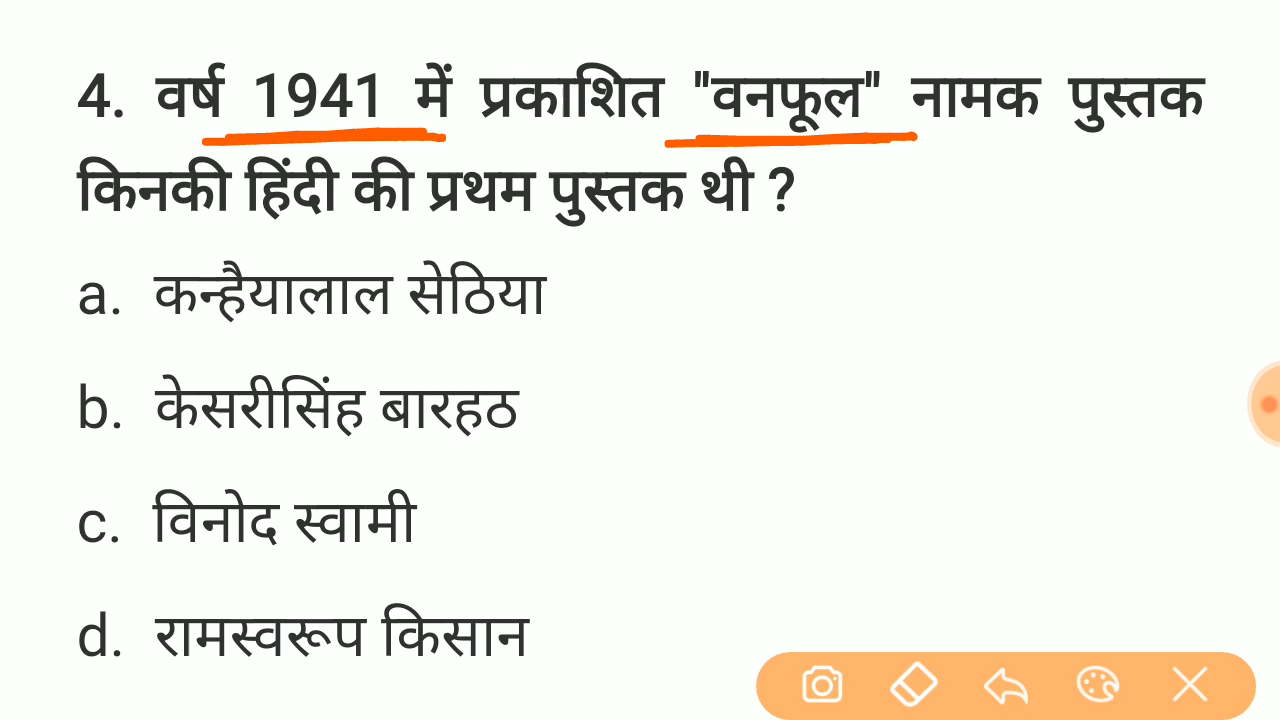 4. वर्ष 1941 में प्रकाशित "वनफूल" नामक पुस्तक
किनकी हिंदी की प्रथम पुस्तक थी ?
a. कन्हैयालाल सेठिया
b. केसरीसिंह बारहठ
c. विनोद स्वामी
d. रामस्वरूप किसान